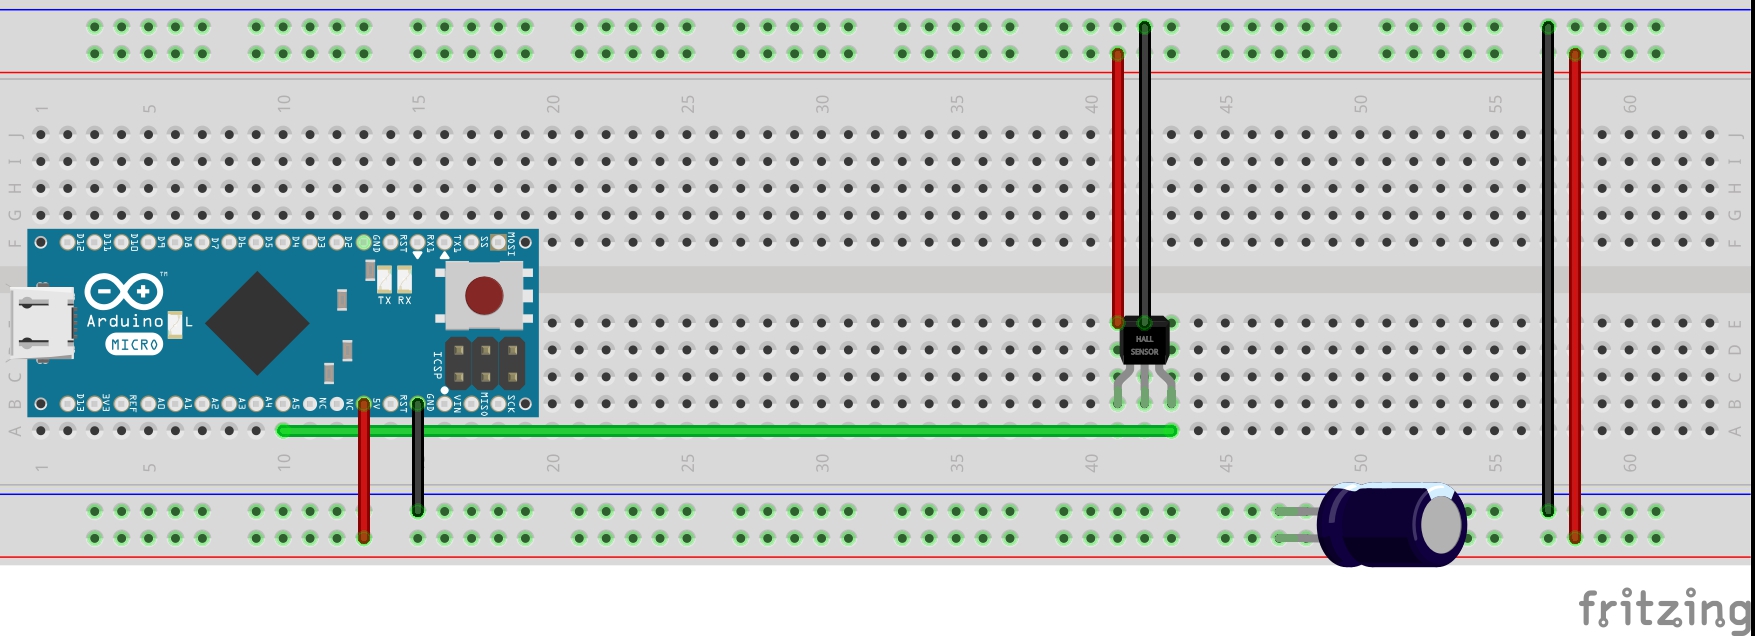 1 5 10 15 20 25 30 35 40 45 50 55 60
J J
I I
H H
G G
F F
D12 D11 D10 D9 D8 D7 D6 D5 D4 D3 D2 GND RST RX1 TX1 SS MOSI
TM
TX RX
Arduino L
MICRO
ICSP
HALL
SENSOR
E
D
C C
B B
D13 3V3 REF A0 A1 A2 A3 A4 A5 NC NC 5V RST GND VIN MISO SCK
A A
1 5 10 15 20 25 30 35 40 45 50 55 60
fritzing